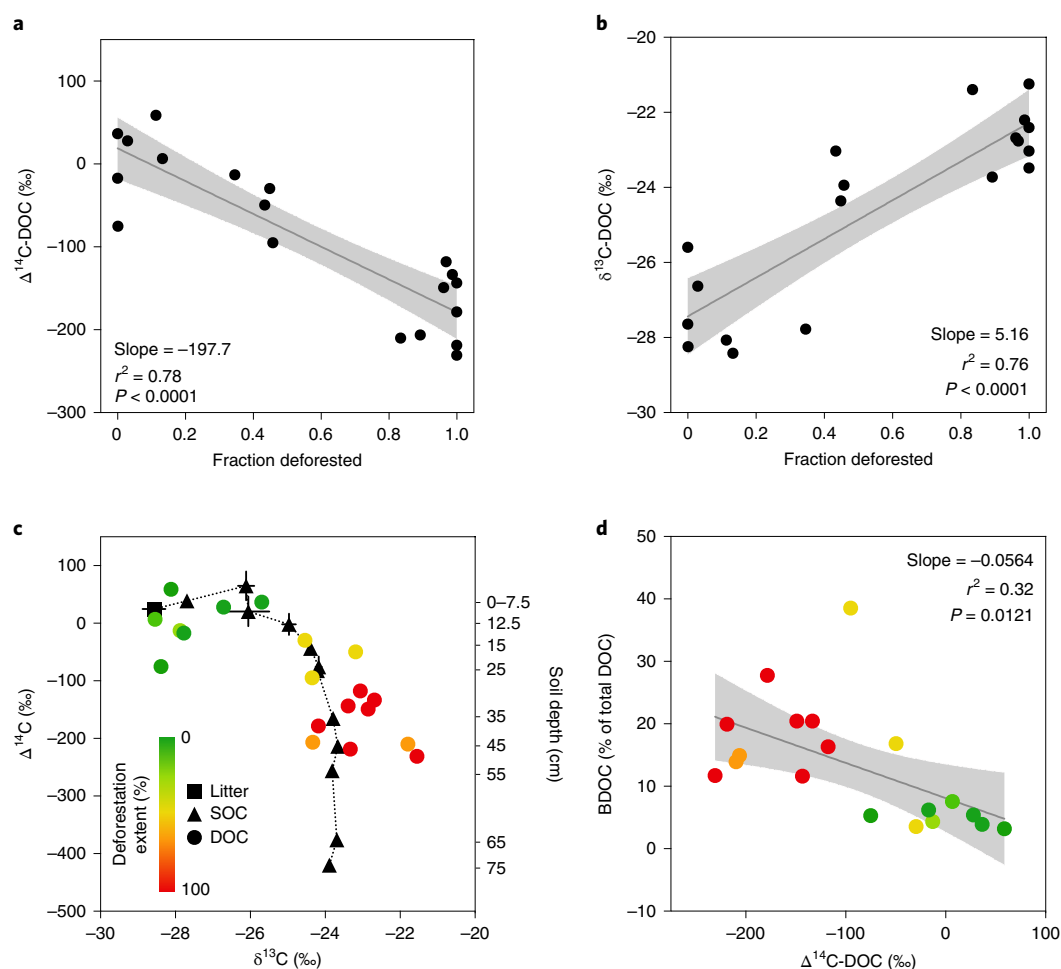 a
100
0
–100
–200
–300
Δ¹⁴C-DOC (‰)
Slope = –197.7
r² = 0.78
P < 0.0001
0 0.2 0.4 0.6 0.8 1.0
Fraction deforested
b
–20
–22
–24
–26
–28
–30
δ¹³C-DOC (‰)
Slope = 5.16
r² = 0.76
P < 0.0001
0 0.2 0.4 0.6 0.8 1.0
Fraction deforested
c
100
0
–100
–200
–300
–400
–500
Δ¹⁴C (‰)
0
100
Deforestation
extent (%)
Litter
SOC
DOC
0–7.5
12.5
15
25
35
45
55
65
75
Soil depth (cm)
–30 –28 –26 –24 –22 –20
δ¹³C (‰)
d
50
40
30
20
10
0
–10
BDOC (% of total DOC)
Slope = –0.0564
r² = 0.32
P = 0.0121
–200 –100 0 100
Δ¹⁴C-DOC (‰)